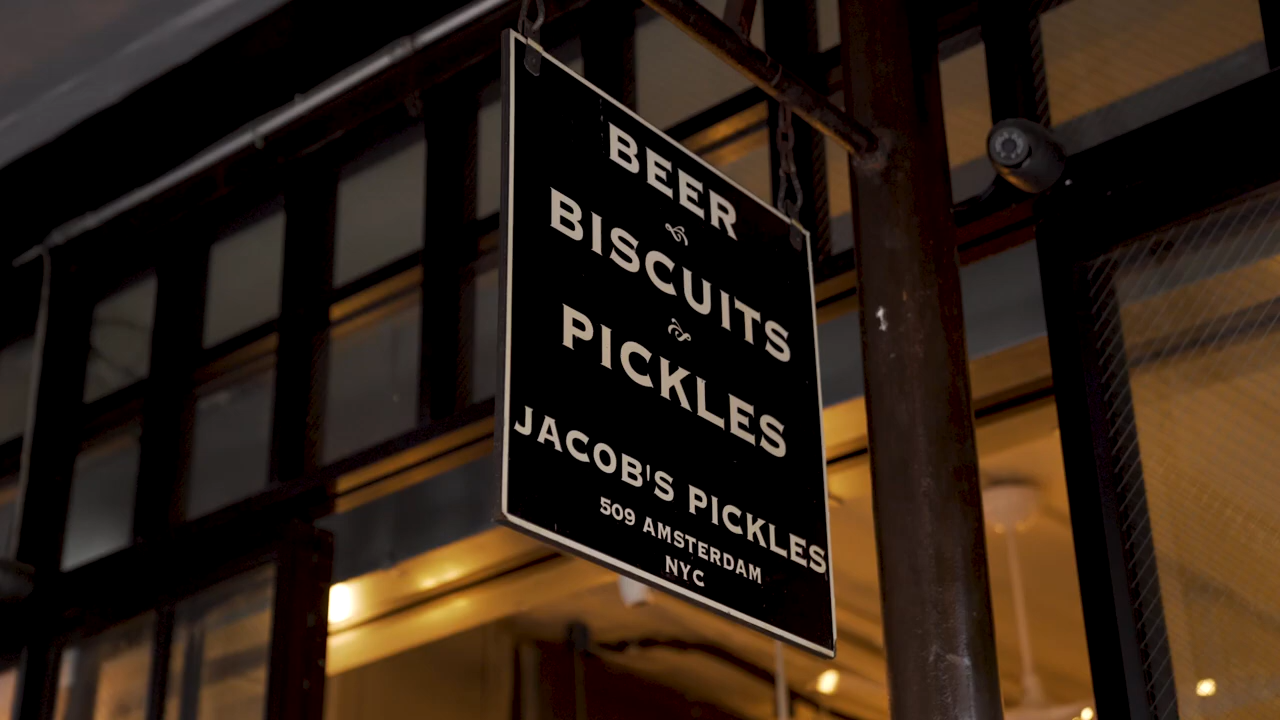 BEER
BISCUITS
PICKLES
JACOB'S PICKLES
509 AMSTERDAM
NYC